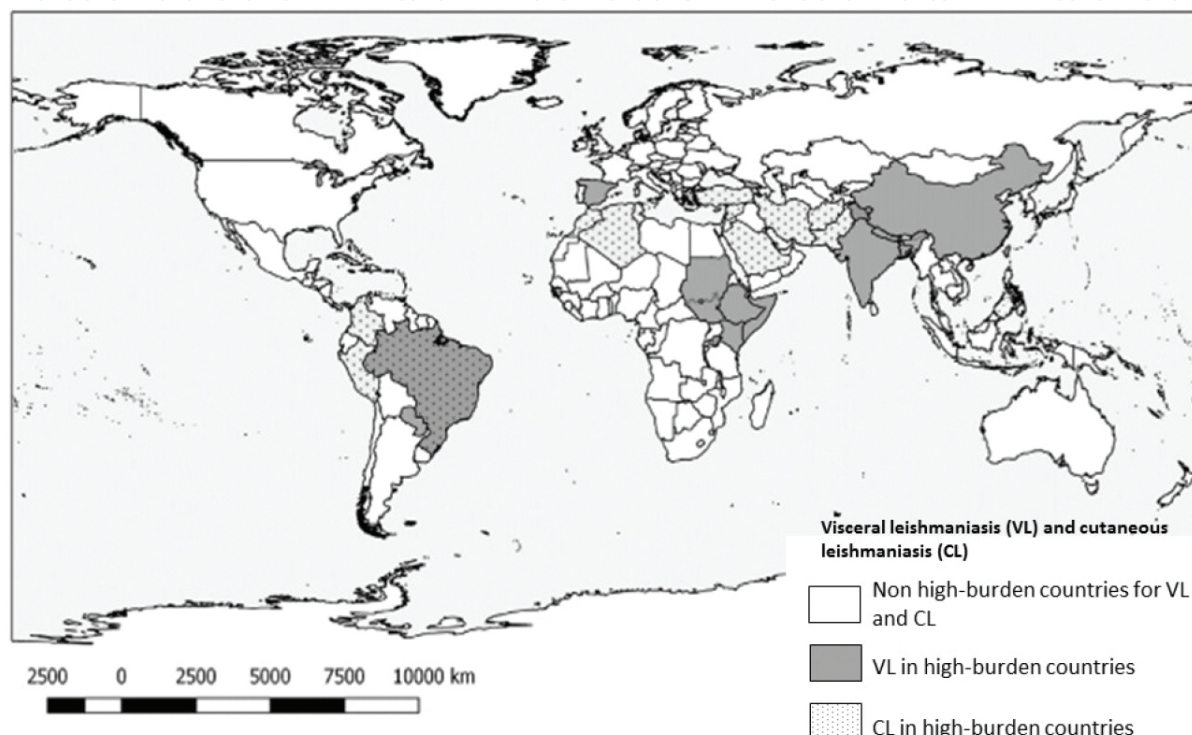 2500 0 2500 5000 7500 10000 km
Visceral leishmaniasis (VL) and cutaneous
leishmaniasis (CL)
Non high-burden countries for VL
and CL
VL in high-burden countries
CL in high-burden countries